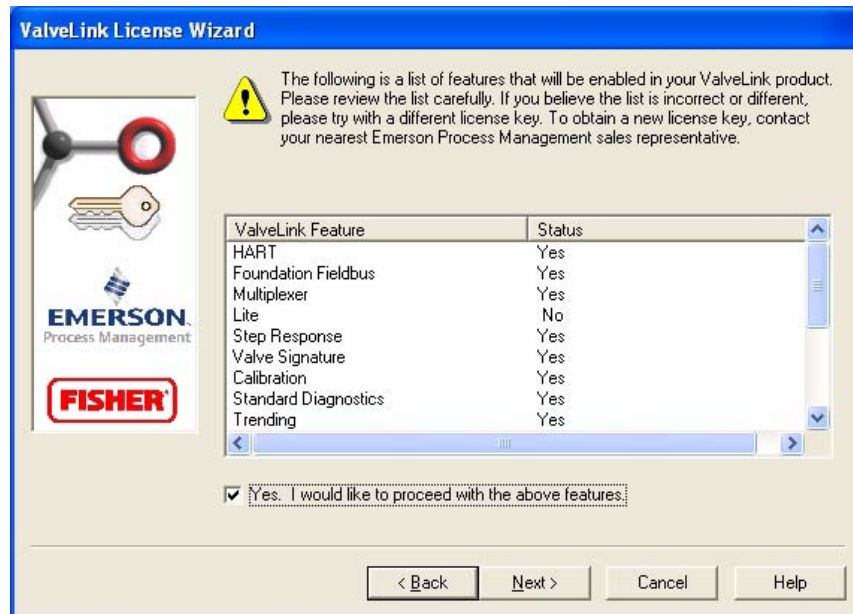 ValveLink License Wizard
The following is a list of features that will be enabled in your ValveLink product.
Please review the list carefully. If you believe the list is incorrect or different,
please try with a different license key. To obtain a new license key, contact
your nearest Emerson Process Management sales representative.
EMERSON.
Process Management
FISHER
ValveLink Feature Status
HART Yes
Foundation Fieldbus Yes
Multiplexer Yes
Lite No
Step Response Yes
Valve Signature Yes
Calibration Yes
Standard Diagnostics Yes
Trending Yes
Yes. I would like to proceed with the above features.
< Back Next > Cancel Help